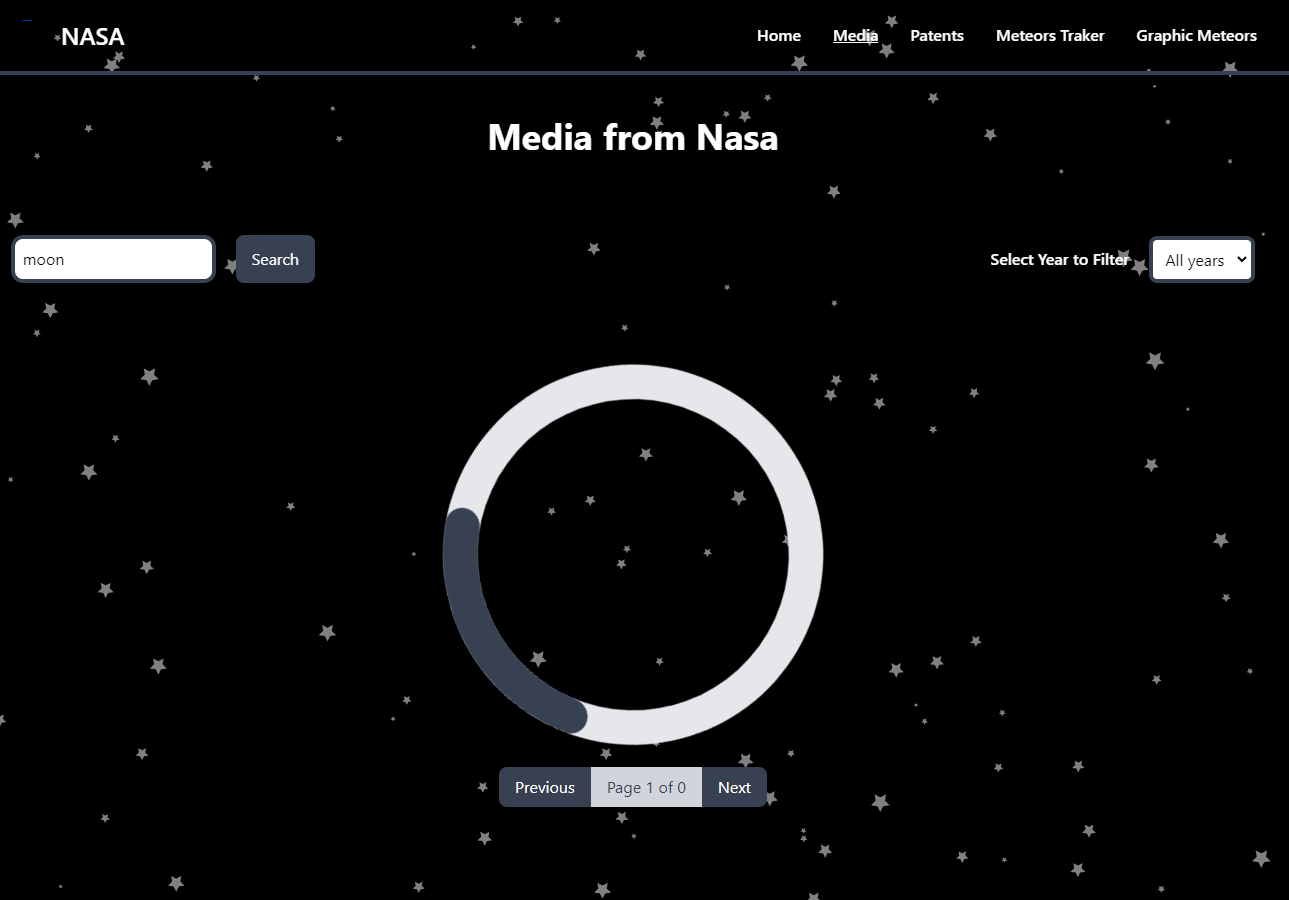 NASA
Home Media Patents Meteors Traker Graphic Meteors
Media from Nasa
moon Search Select Year to Filter All years
Previous Page 1 of 0 Next